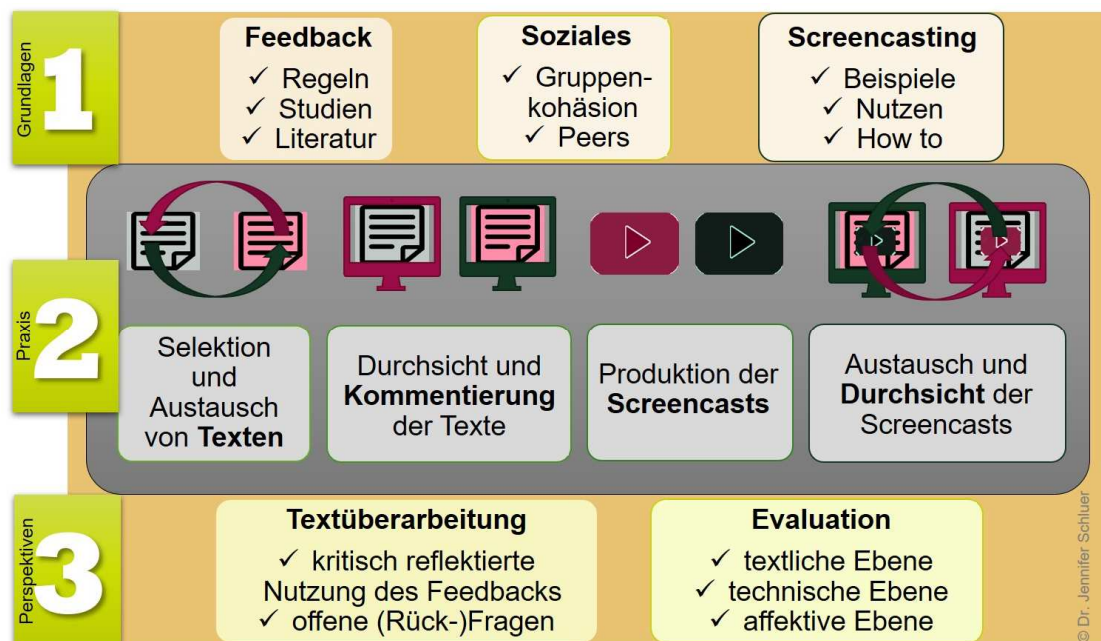 Grundlagen
1
Feedback
✓ Regeln
✓ Studien
✓ Literatur
Soziales
✓ Gruppen-
kohäsion
✓ Peers
Screencasting
✓ Beispiele
✓ Nutzen
✓ How to
Praxis
2
Selektion
und
Austausch
von Texten
Durchsicht und
Kommentierung
der Texte
Produktion der
Screencasts
Austausch und
Durchsicht der
Screencasts
Perspektiven
3
Textüberarbeitung
✓ kritisch reflektierte
Nutzung des Feedbacks
✓ offene (Rück-)Fragen
Evaluation
✓ textliche Ebene
✓ technische Ebene
✓ affektive Ebene
© Dr. Jennifer Schluer